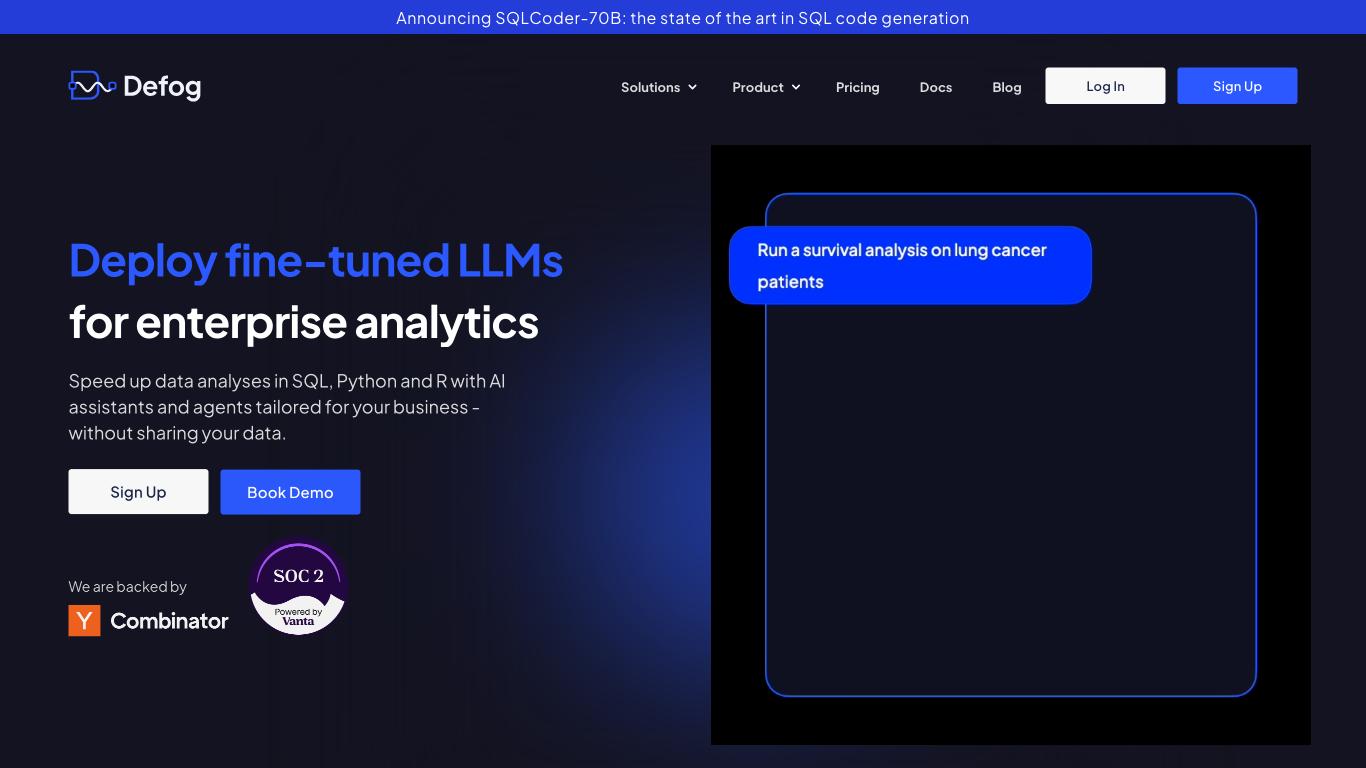 Announcing SQLCoder-70B: the state of the art in SQL code generation
Defog
Solutions
Product
Pricing
Docs
Blog
Log In
Sign Up
Deploy fine-tuned LLMs
for enterprise analytics
Speed up data analyses in SQL, Python and R with AI
assistants and agents tailored for your business -
without sharing your data.
Sign Up
Book Demo
We are backed by
Y Combinator
SOC 2
Powered by
Vanta
Run a survival analysis on lung cancer
patients